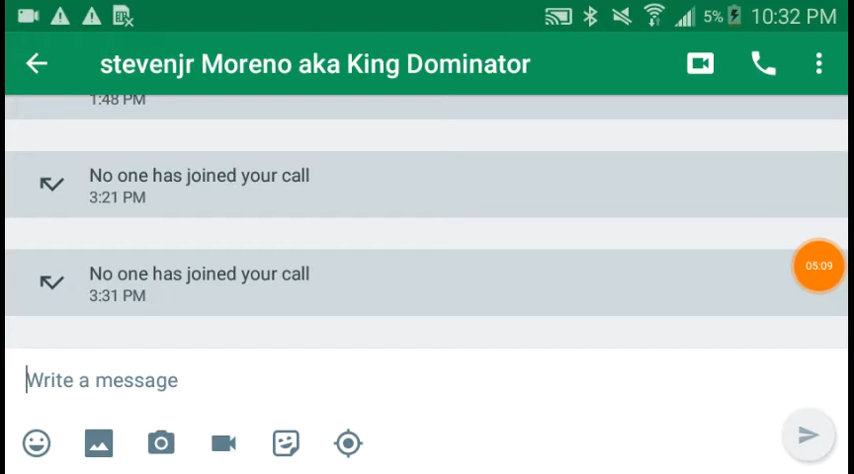 5% 10:32 PM
stevenjr Moreno aka King Dominator
1:48 PM
No one has joined your call
3:21 PM
No one has joined your call
3:31 PM
05:09
Write a message